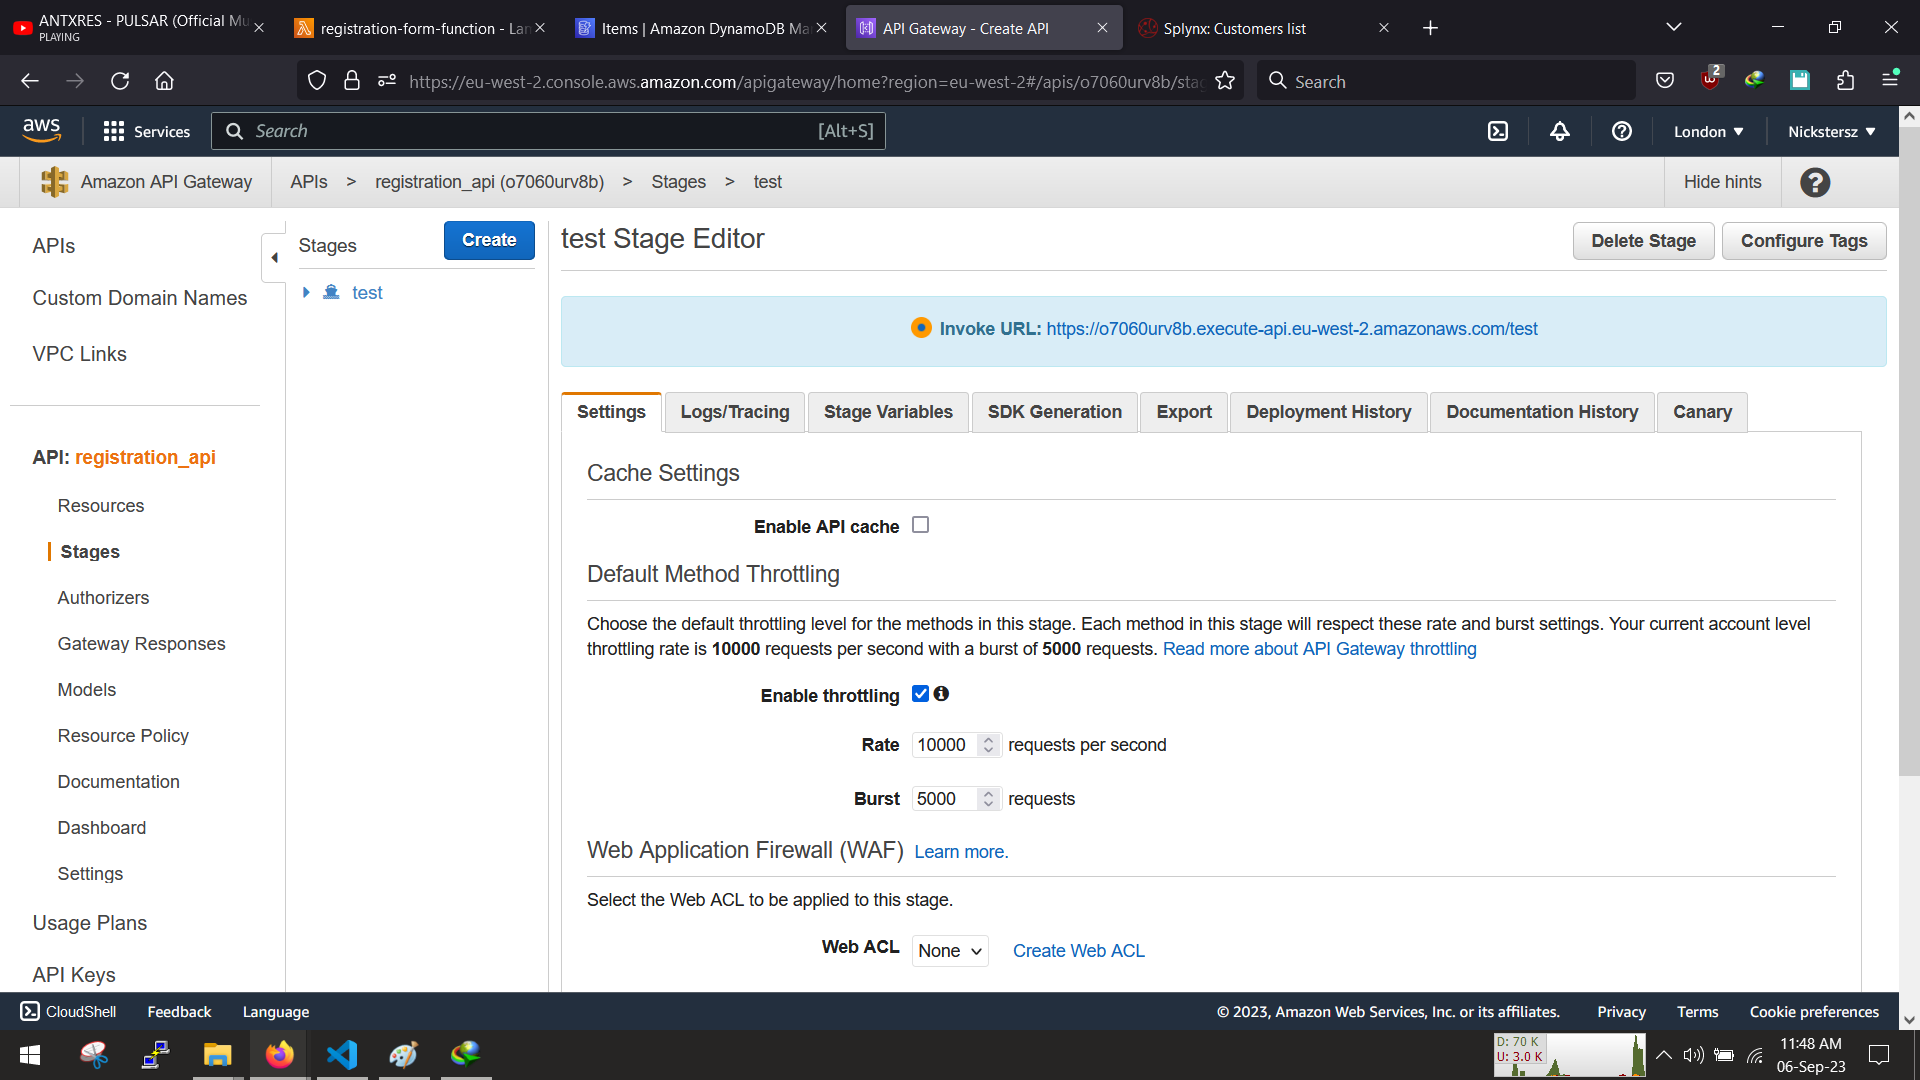 ANTXRES - PULSAR (Official Mu
PLAYING
registration-form-function - Lan
Items | Amazon DynamoDB Ma
API Gateway - Create API
Splynx: Customers list
https://eu-west-2.console.aws.amazon.com/apigateway/home?region=eu-west-2#/apis/o7060urv8b/stag
Search
2
aws
Services
Search
[Alt+S]
London
Nickstersz
Amazon API Gateway
APIs > registration_api (o7060urv8b) > Stages > test
Hide hints
APIs
Custom Domain Names
VPC Links
API: registration_api
Resources
Stages
Authorizers
Gateway Responses
Models
Resource Policy
Documentation
Dashboard
Settings
Usage Plans
API Keys
Stages
Create
test
test Stage Editor
Delete Stage
Configure Tags
Invoke URL: https://o7060urv8b.execute-api.eu-west-2.amazonaws.com/test
Settings
Logs/Tracing
Stage Variables
SDK Generation
Export
Deployment History
Documentation History
Canary
Cache Settings
Enable API cache
Default Method Throttling
Choose the default throttling level for the methods in this stage. Each method in this stage will respect these rate and burst settings. Your current account level
throttling rate is 10000 requests per second with a burst of 5000 requests. Read more about API Gateway throttling
Enable throttling
Rate 10000 requests per second
Burst 5000 requests
Web Application Firewall (WAF) Learn more.
Select the Web ACL to be applied to this stage.
Web ACL None Create Web ACL
CloudShell
Feedback
Language
© 2023, Amazon Web Services, Inc. or its affiliates.
Privacy
Terms
Cookie preferences
D: 70 K
U: 3.0 K
11:48 AM
06-Sep-23